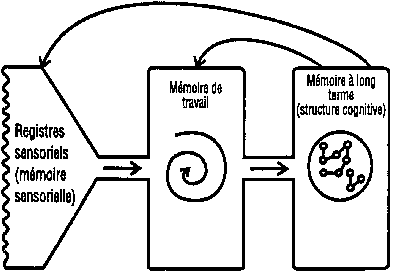 Registres
sensoriels
(mémoire
sensorielle)
Mémoire de
travail
Mémoire à long
terme
(structure cognitive)